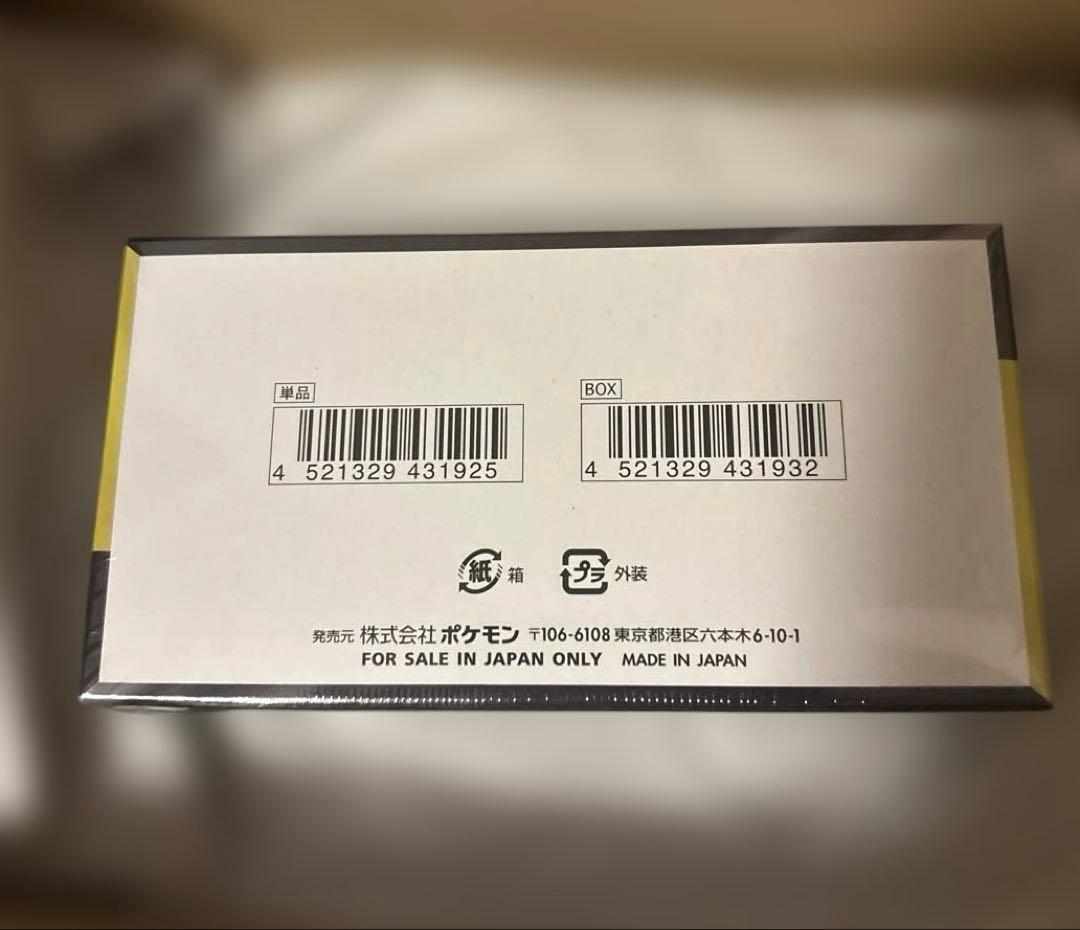 単品
BOX
4 521329 431925
4 521329 431932
紙 箱 プラ 外装
発売元 株式会社ポケモン 〒106-6108 東京都港区六本木6-10-1
FOR SALE IN JAPAN ONLY MADE IN JAPAN